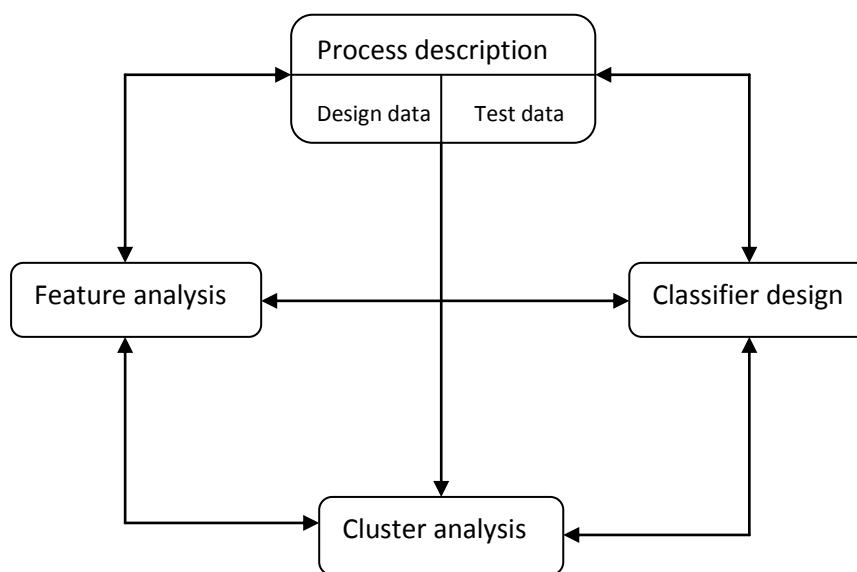 Process description
Design data
Test data
Feature analysis
Classifier design
Cluster analysis